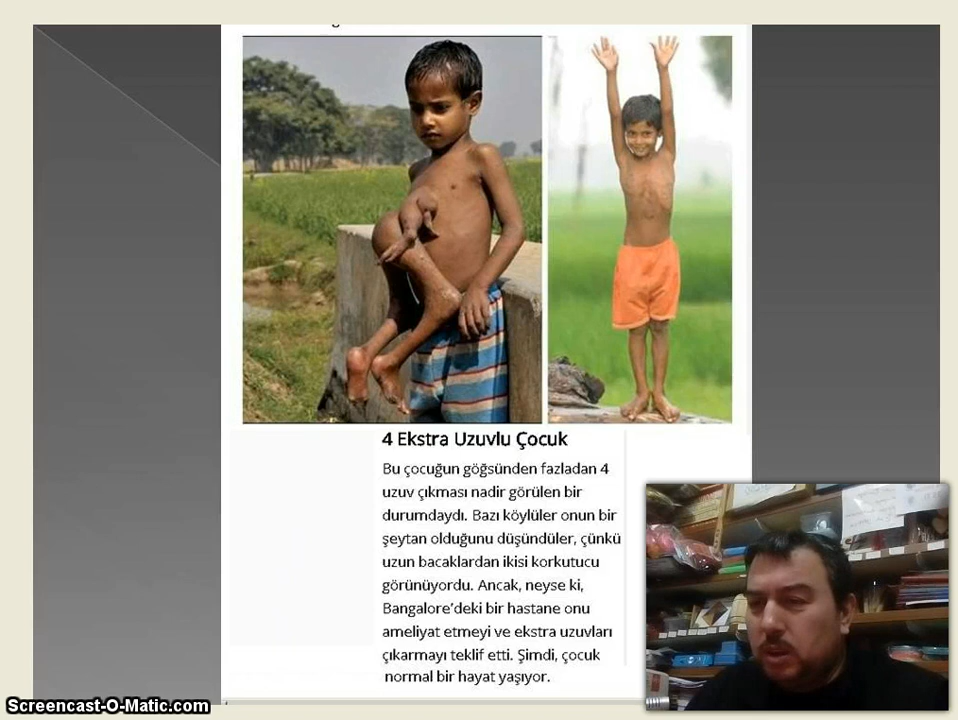 4 Ekstra Uzuvlu Çocuk
Bu çocuğun göğsünden fazladan 4
uzuv çıkması nadir görülen bir
durumdaydı. Bazı köylüler onun bir
şeytan olduğunu düşündüler, çünkü
uzun bacaklardan ikisi korkutucu
görünüyordu. Ancak, neyse ki,
Bangalore'deki bir hastane onu
ameliyat etmeyi ve ekstra uzuvları
çıkarmayı teklif etti. Şimdi, çocuk
normal bir hayat yaşıyor.
Screencast-O-Matic.com